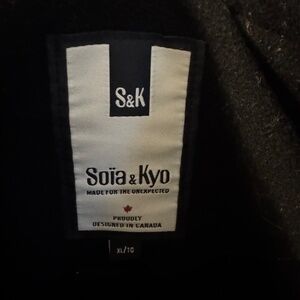 S&K
Soïa & Kyo
MADE FOR THE UNEXPECTED
PROUDLY
DESIGNED IN CANADA
XL/TG